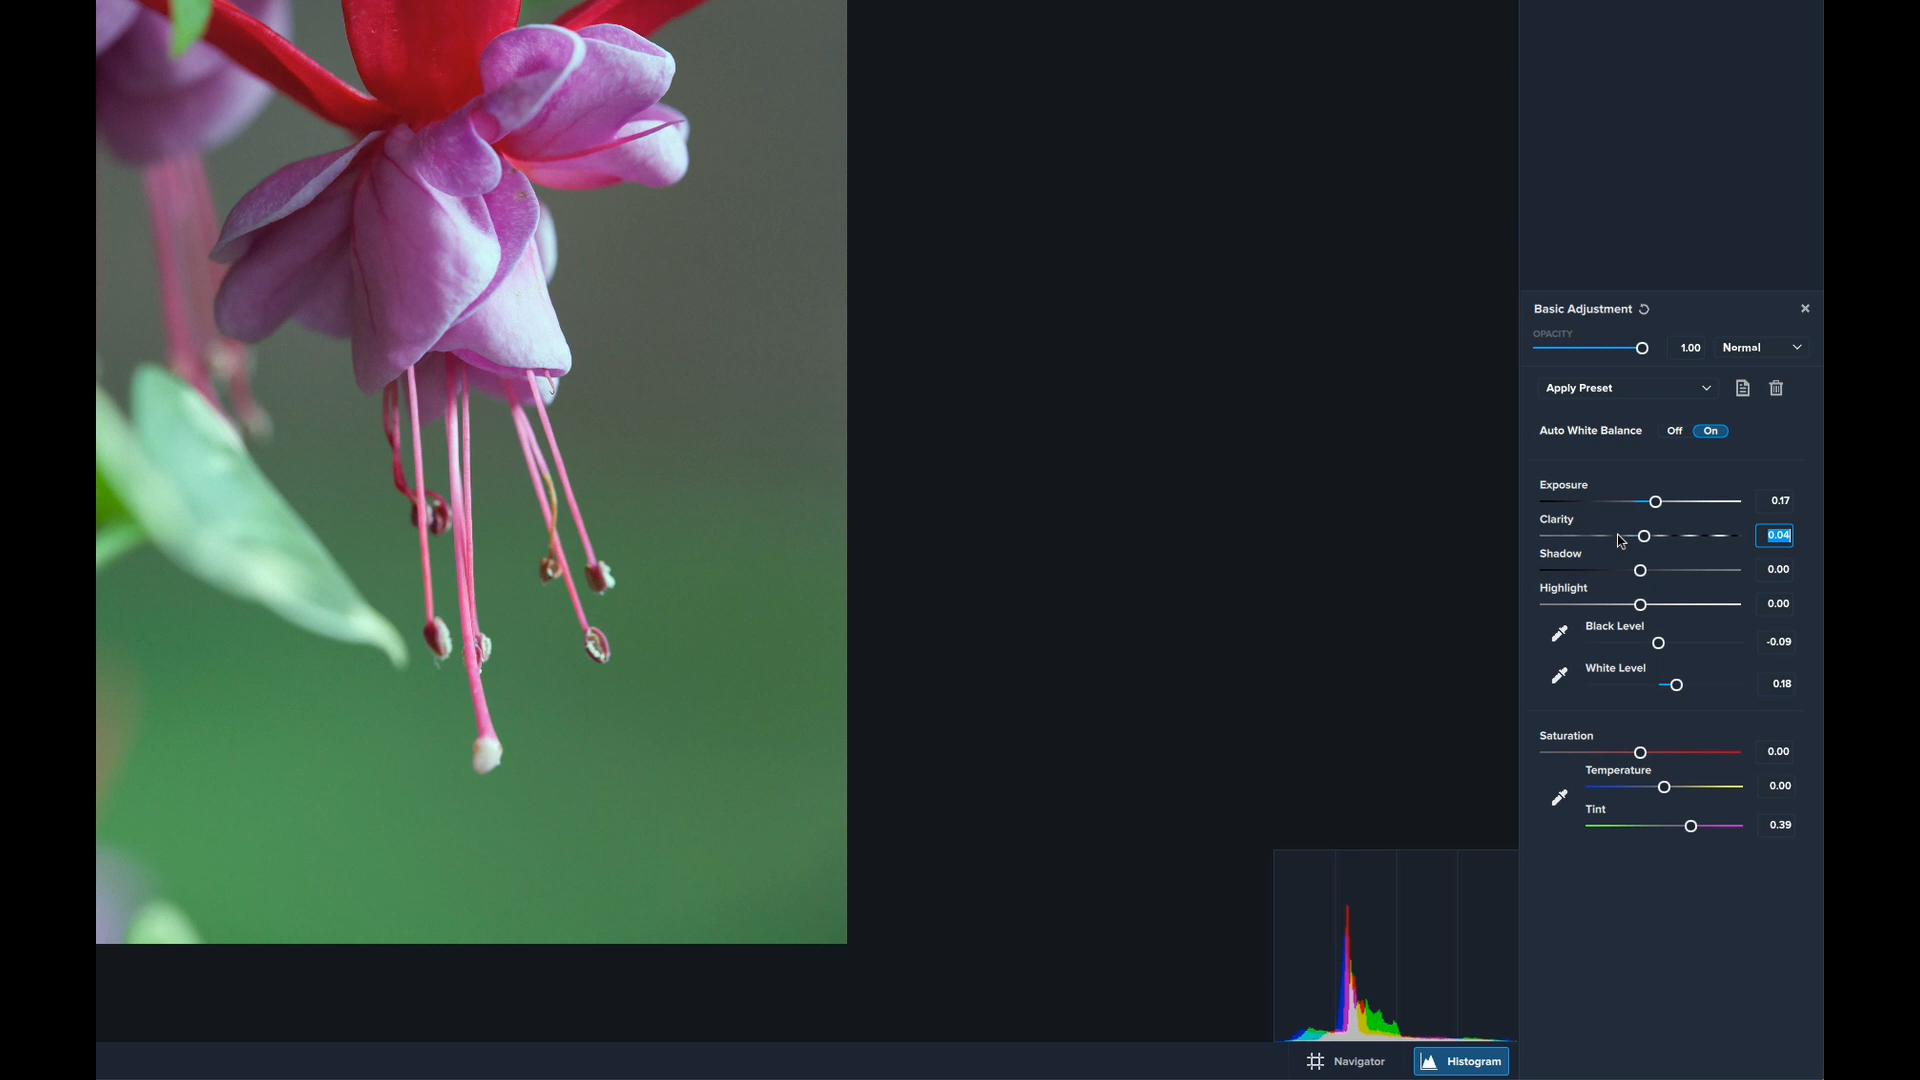 Basic Adjustment
OPACITY
1.00 Normal
Apply Preset
Auto White Balance Off On
Exposure
0.17
Clarity
0.04
Shadow
0.00
Highlight
0.00
Black Level
-0.09
White Level
0.18
Saturation
0.00
Temperature
0.00
Tint
0.39
Navigator Histogram